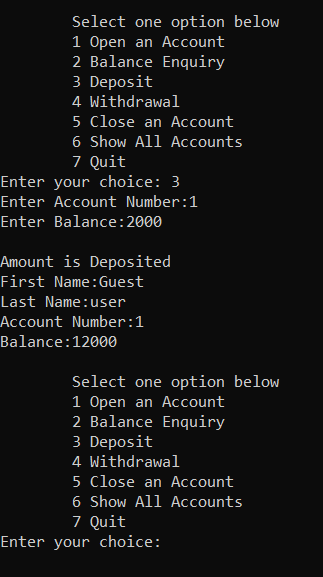 Select one option below
1 Open an Account
2 Balance Enquiry
3 Deposit
4 Withdrawal
5 Close an Account
6 Show All Accounts
7 Quit
Enter your choice: 3
Enter Account Number:1
Enter Balance:2000
Amount is Deposited
First Name:Guest
Last Name:user
Account Number:1
Balance:12000
Select one option below
1 Open an Account
2 Balance Enquiry
3 Deposit
4 Withdrawal
5 Close an Account
6 Show All Accounts
7 Quit
Enter your choice: